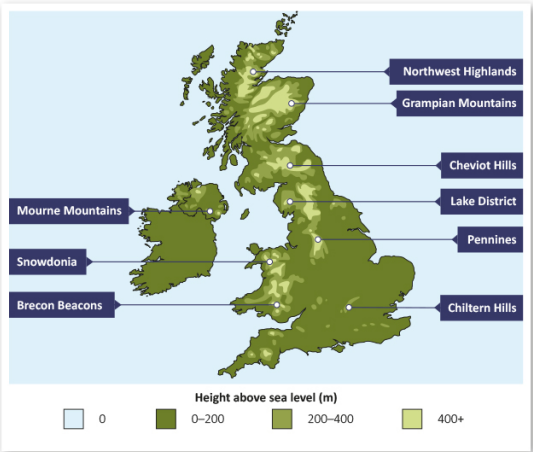 Northwest Highlands
Grampian Mountains
Cheviot Hills
Lake District
Mourne Mountains
Pennines
Snowdonia
Brecon Beacons
Chiltern Hills
Height above sea level (m)
0 0–200 200–400 400+